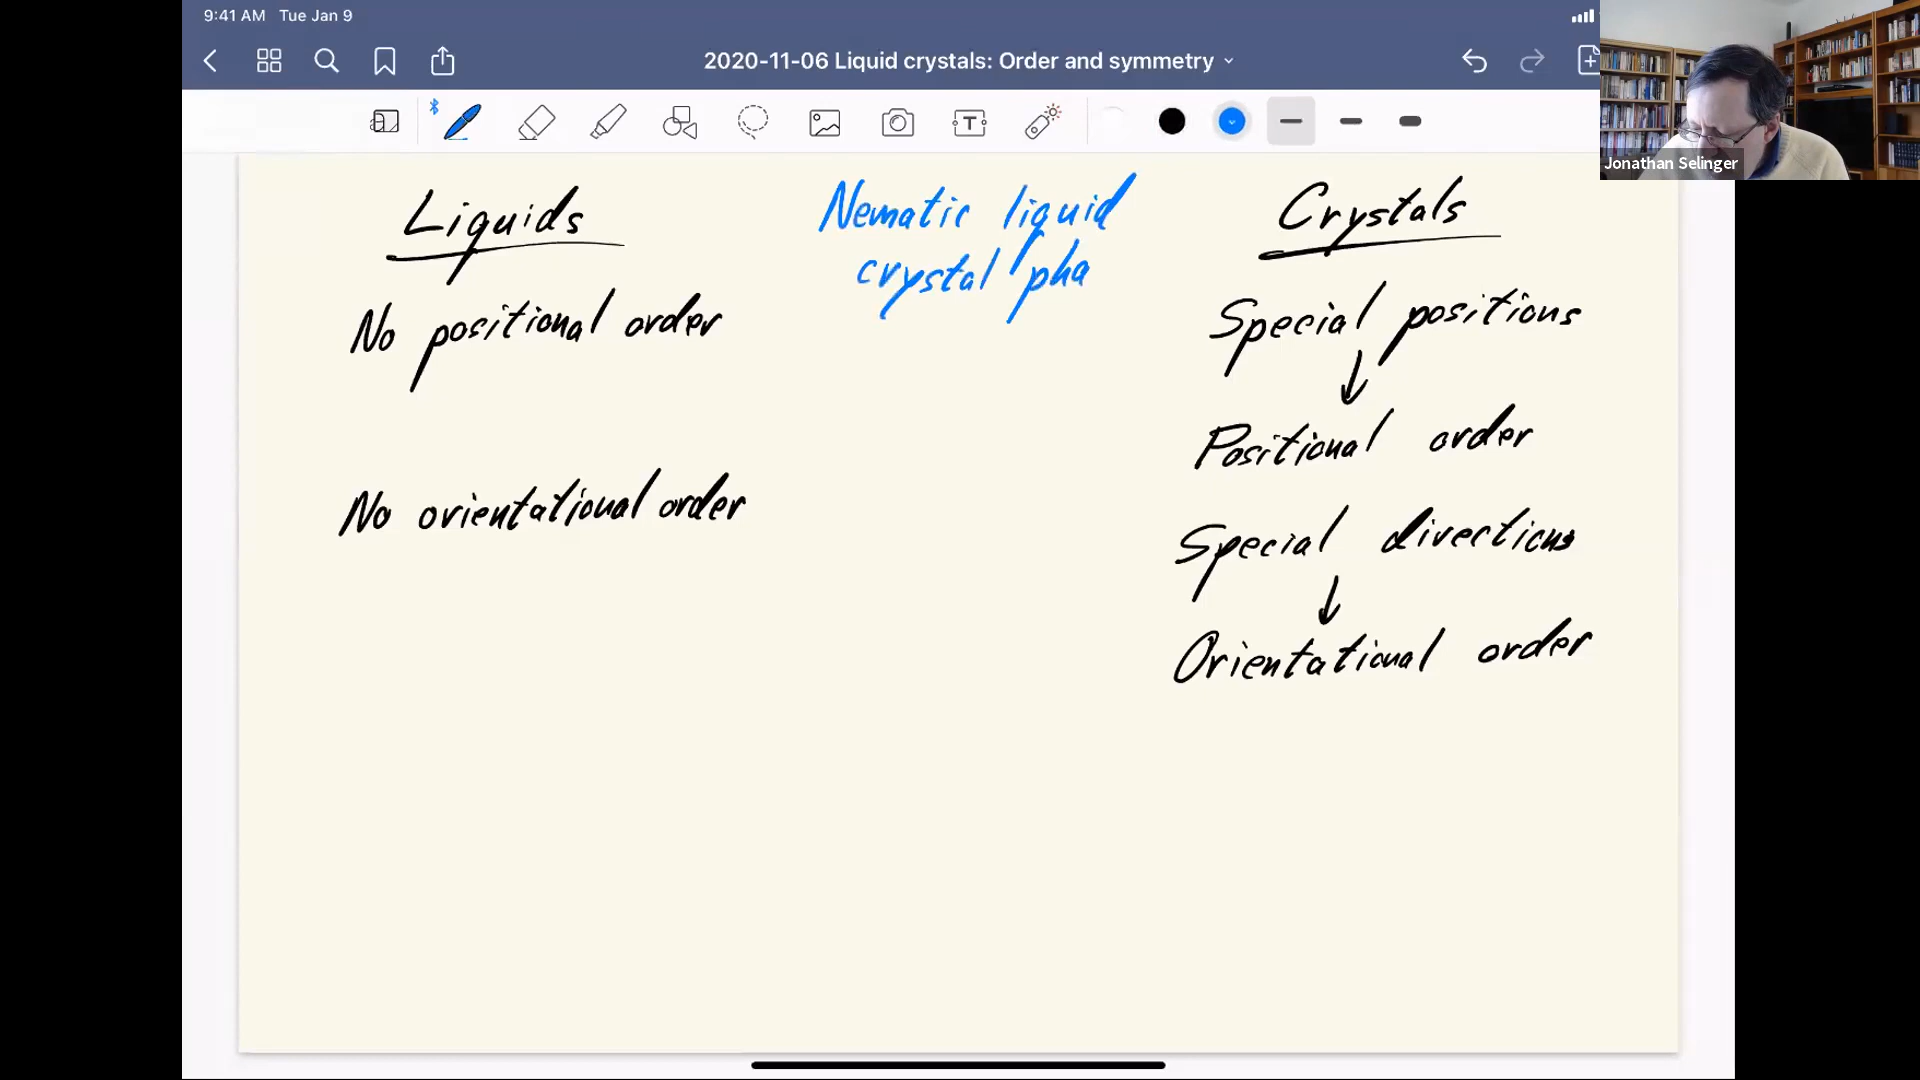 9:41 AM Tue Jan 9
2020-11-06 Liquid crystals: Order and symmetry
Jonathan Selinger
Liquids
No positional order
No orientational order
Nematic liquid
crystal pha
Crystals
Special positions
↓
Positional order
Special directions
↓
Orientational order